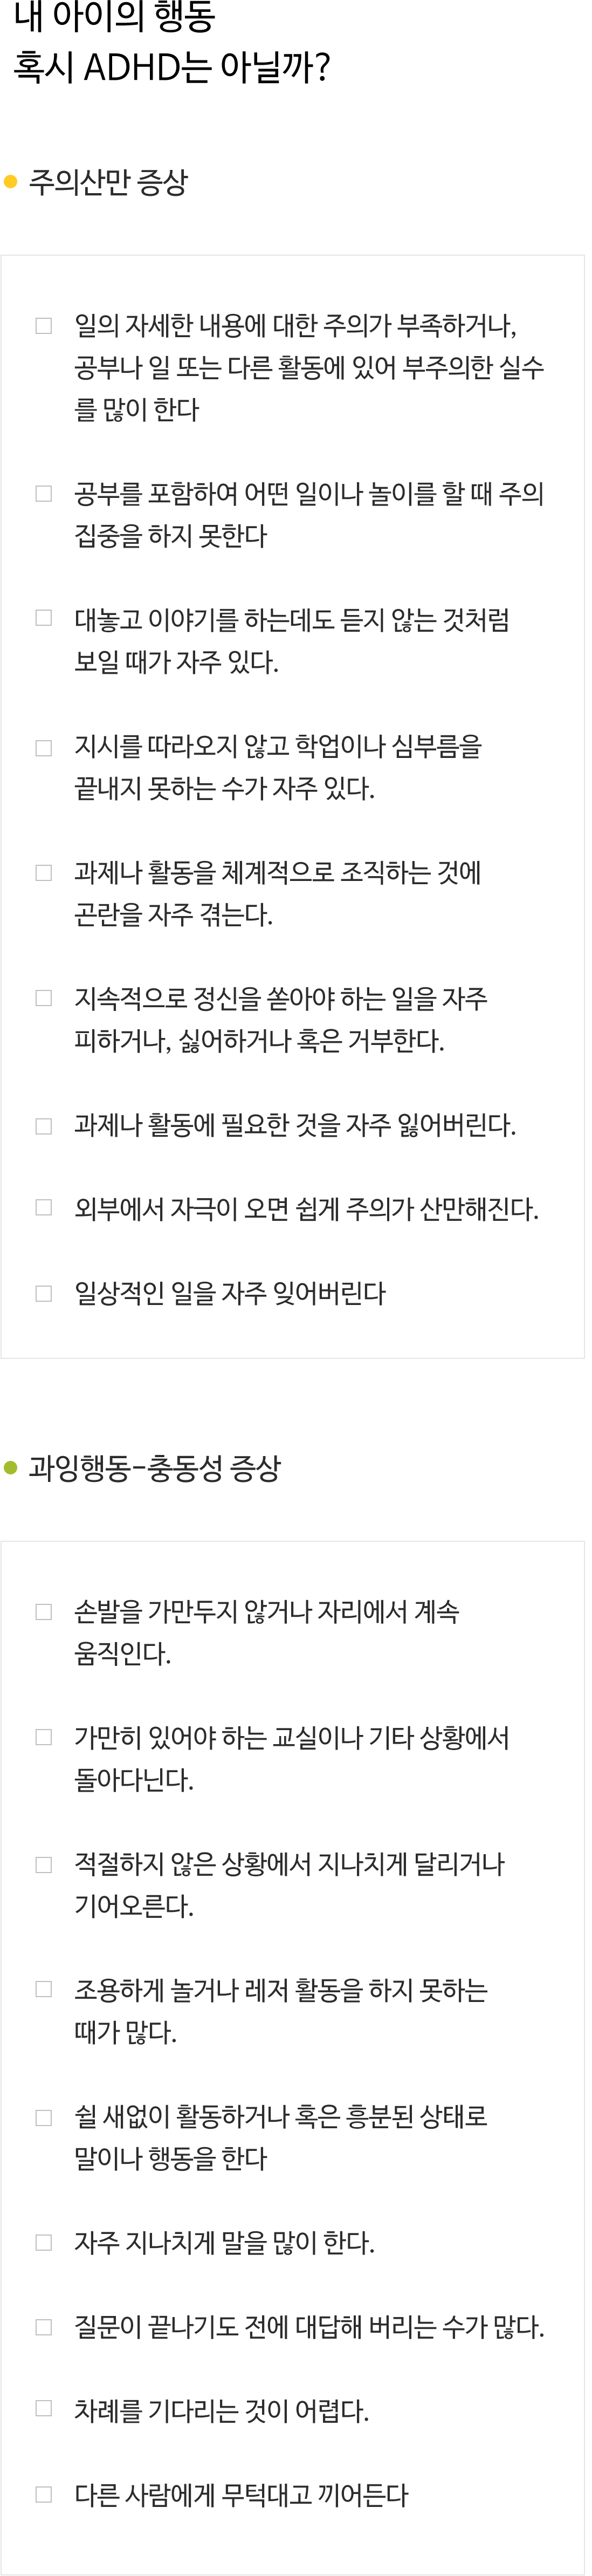 내 아이의 행동
혹시 ADHD는 아닐까?
주의산만 증상
일의 자세한 내용에 대한 주의가 부족하거나,
공부나 일 또는 다른 활동에 있어 부주의한 실수
를 많이 한다
공부를 포함하여 어떤 일이나 놀이를 할 때 주의
집중을 하지 못한다
대놓고 이야기를 하는데도 듣지 않는 것처럼
보일 때가 자주 있다.
지시를 따라오지 않고 학업이나 심부름을
끝내지 못하는 수가 자주 있다.
과제나 활동을 체계적으로 조직하는 것에
곤란을 자주 겪는다.
지속적으로 정신을 쏟아야 하는 일을 자주
피하거나, 싫어하거나 혹은 거부한다.
과제나 활동에 필요한 것을 자주 잃어버린다.
외부에서 자극이 오면 쉽게 주의가 산만해진다.
일상적인 일을 자주 잊어버린다
과잉행동-충동성 증상
손발을 가만두지 않거나 자리에서 계속
움직인다.
가만히 있어야 하는 교실이나 기타 상황에서
돌아다닌다.
적절하지 않은 상황에서 지나치게 달리거나
기어오른다.
조용하게 놀거나 레저 활동을 하지 못하는
때가 많다.
쉴 새없이 활동하거나 혹은 흥분된 상태로
말이나 행동을 한다
자주 지나치게 말을 많이 한다.
질문이 끝나기도 전에 대답해 버리는 수가 많다.
차례를 기다리는 것이 어렵다.
다른 사람에게 무턱대고 끼어든다